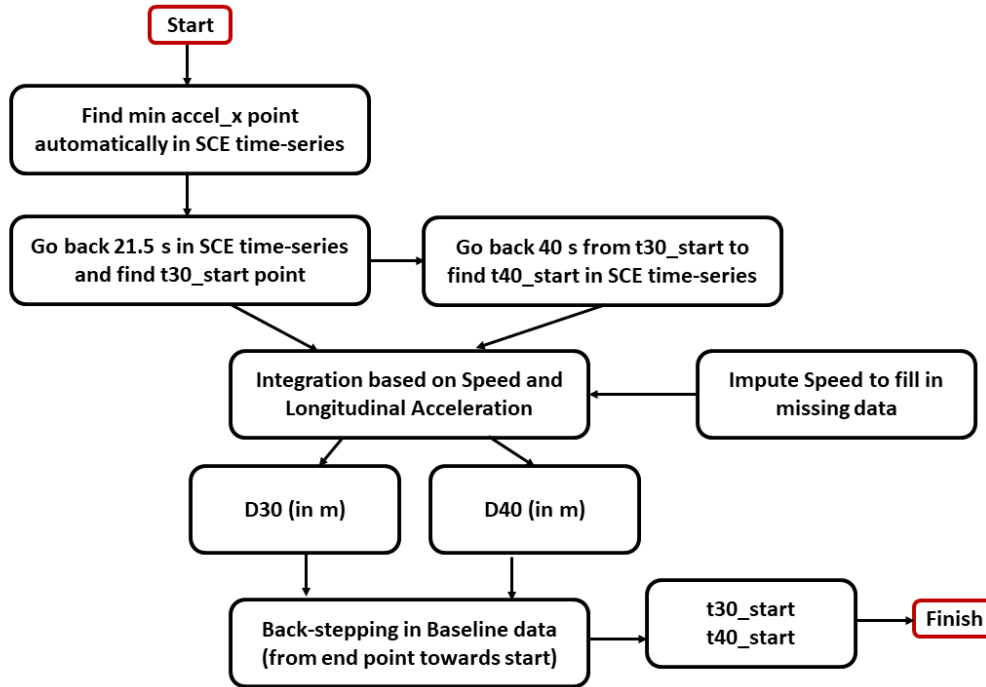 Start
Find min accel_x point
automatically in SCE time-series
Go back 21.5 s in SCE time-series
and find t30_start point
Go back 40 s from t30_start to
find t40_start in SCE time-series
Integration based on Speed and
Longitudinal Acceleration
Impute Speed to fill in
missing data
D30 (in m)
D40 (in m)
Back-stepping in Baseline data
(from end point towards start)
t30_start
t40_start
Finish